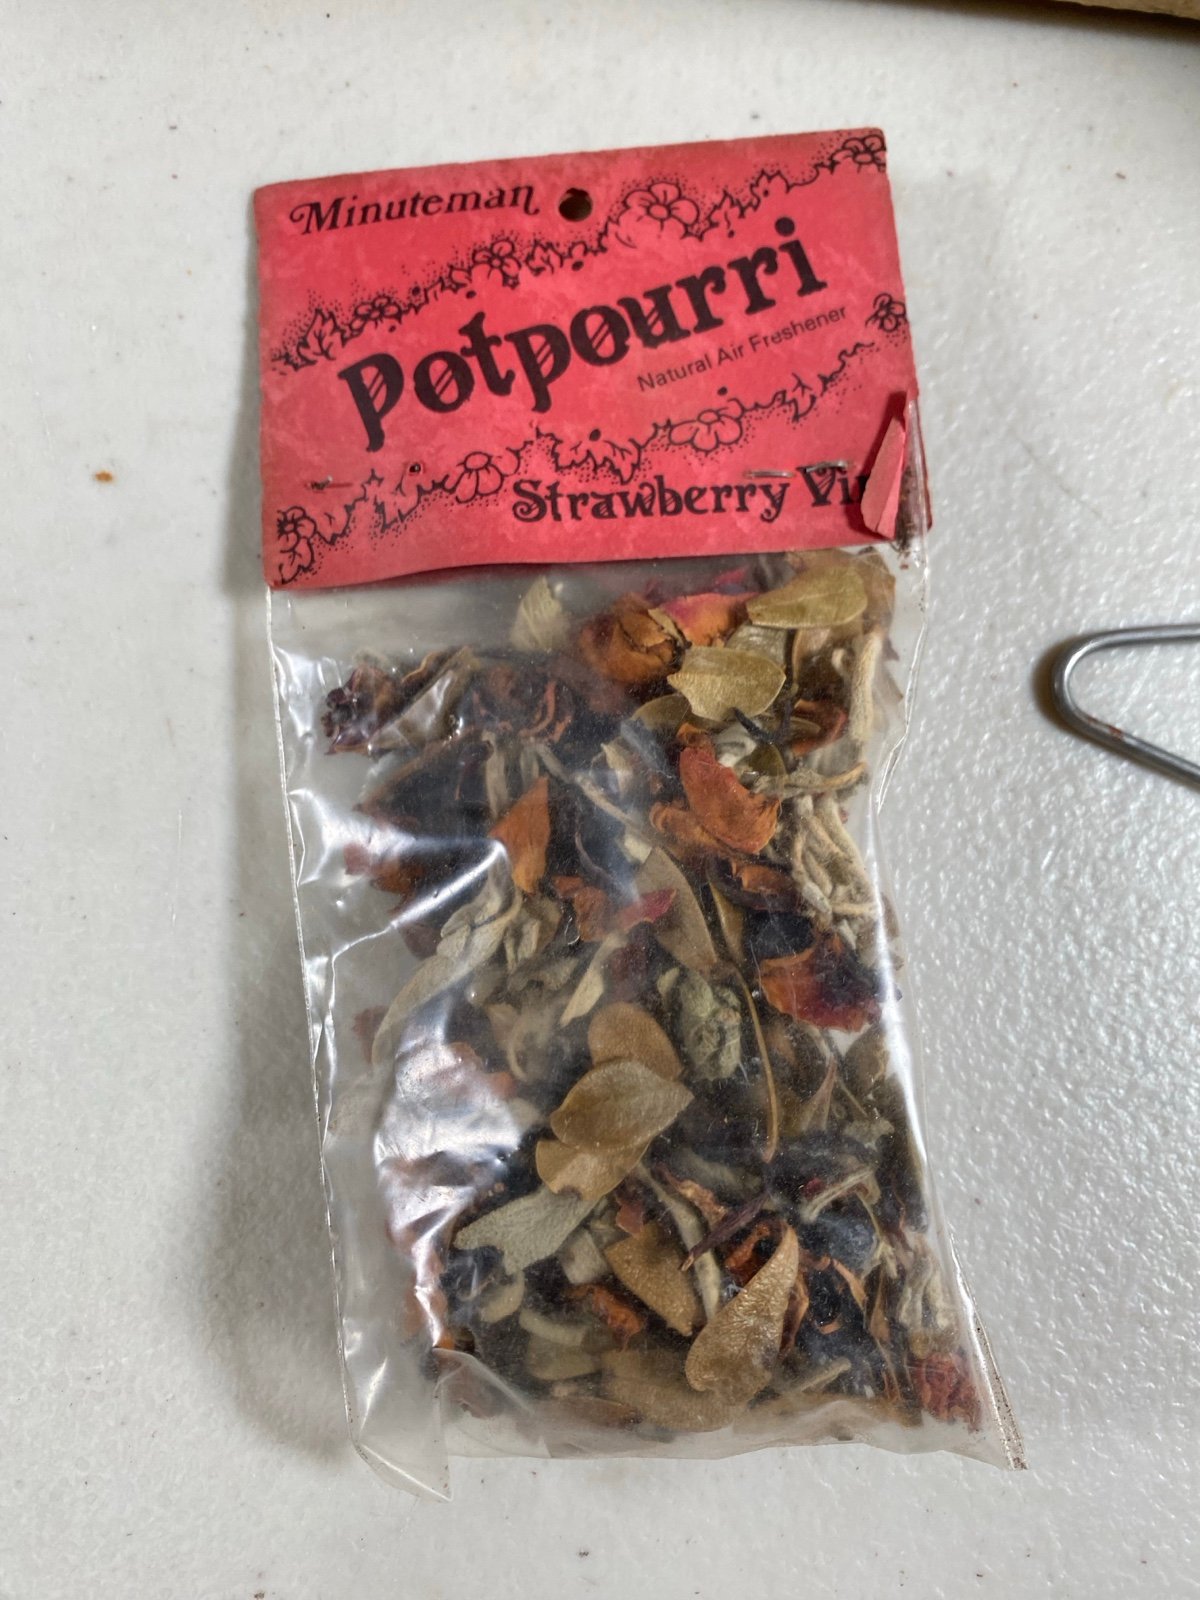 Minuteman
Potpourri
Natural Air Freshener
Strawberry